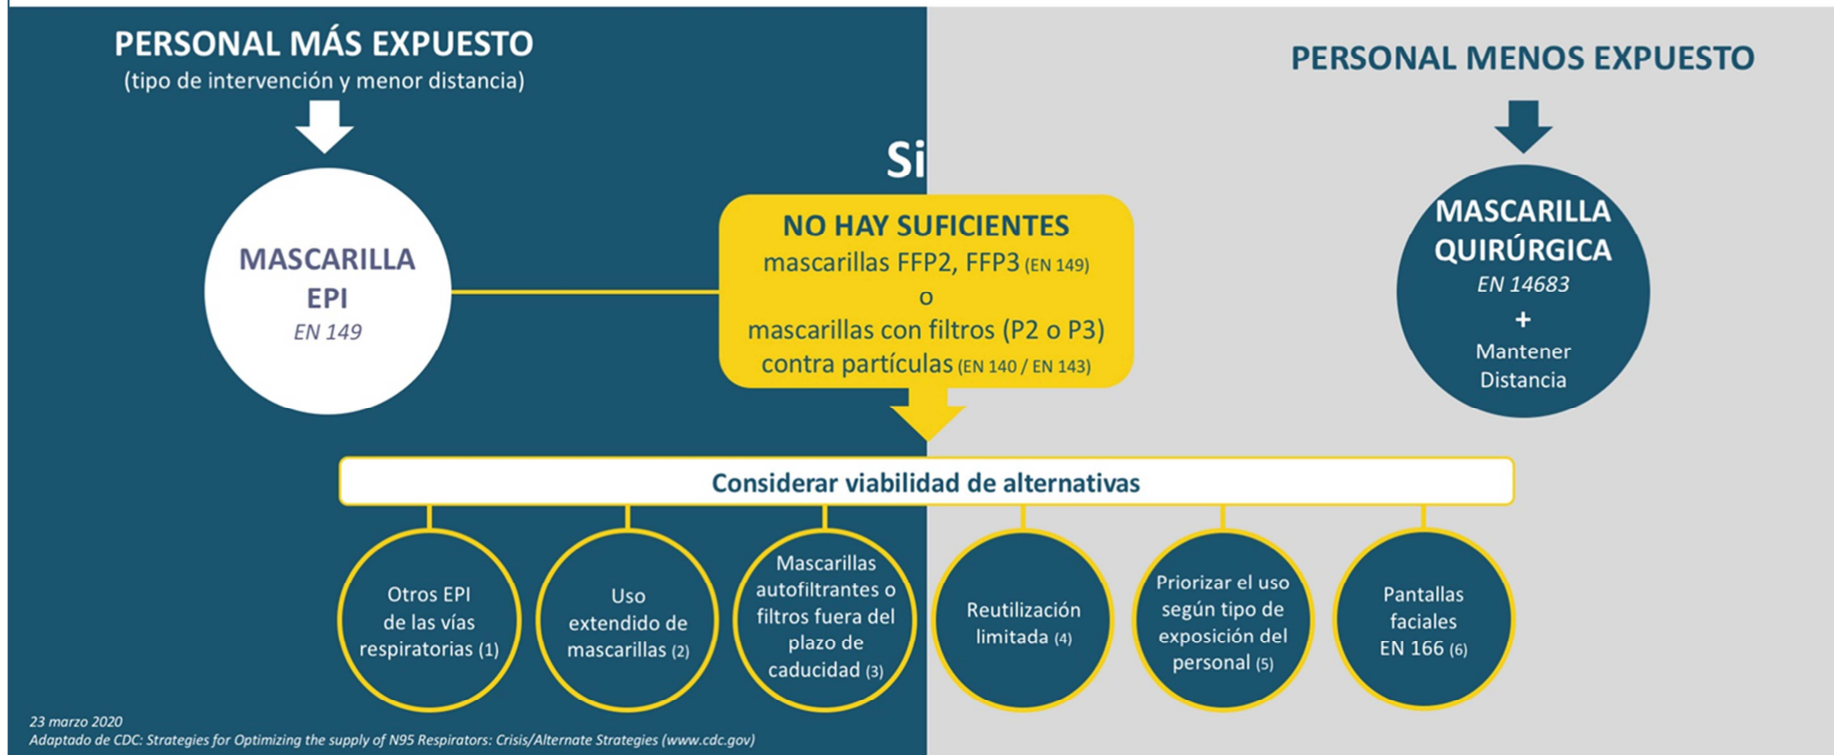 PERSONAL MÁS EXPUESTO
(tipo de intervención y menor distancia)
MASCARILLA
EPI
EN 149
Si
NO HAY SUFICIENTES
mascarillas FFP2, FFP3 (EN 149)
o
mascarillas con filtros (P2 o P3)
contra partículas (EN 140 / EN 143)
PERSONAL MENOS EXPUESTO
MASCARILLA
QUIRÚRGICA
EN 14683
+
Mantener
Distancia
Considerar viabilidad de alternativas
Otros EPI
de las vías
respiratorias (1)
Uso
extendido de
mascarillas (2)
Mascarillas
autofiltrantes o
filtros fuera del
plazo de
caducidad (3)
Reutilización
limitada (4)
Priorizar el uso
según tipo de
exposición del
personal (5)
Pantallas
faciales
EN 166 (6)
23 marzo 2020
Adaptado de CDC: Strategies for Optimizing the supply of N95 Respirators: Crisis/Alternate Strategies (www.cdc.gov)